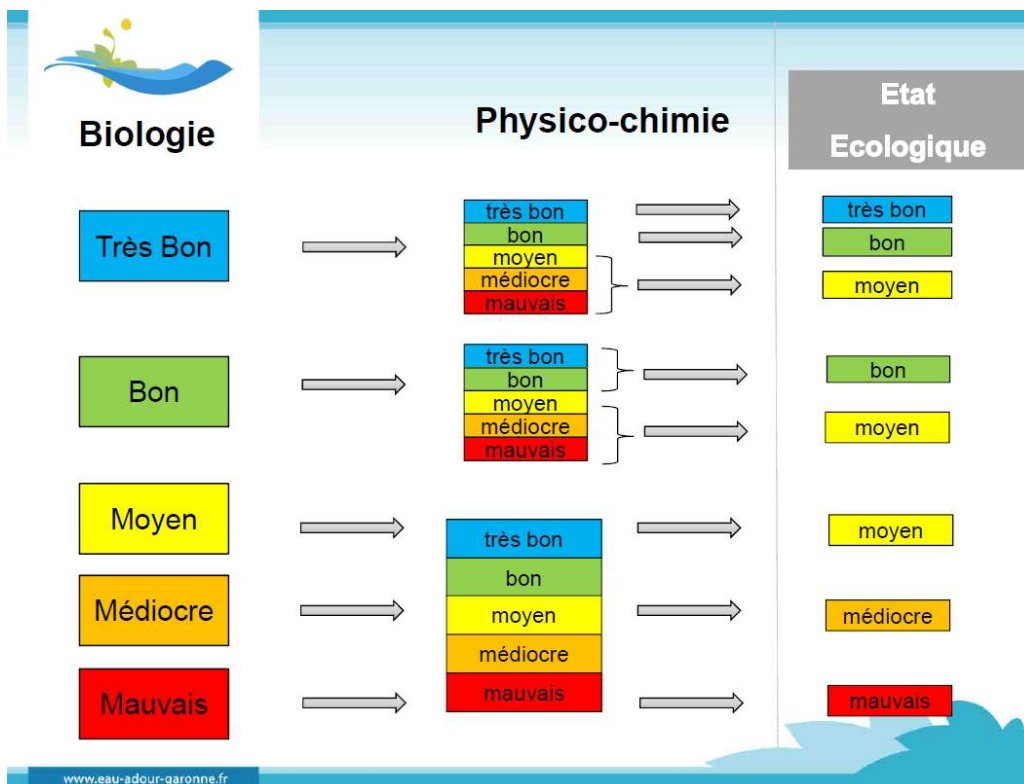 Biologie
Physico-chimie
Etat
Ecologique
Très Bon
très bon
bon
moyen
médiocre
mauvais
très bon
bon
moyen
Bon
très bon
bon
moyen
médiocre
mauvais
bon
moyen
Moyen
Médiocre
Mauvais
très bon
bon
moyen
médiocre
mauvais
moyen
médiocre
mauvais
www.eau-adour-garonne.fr